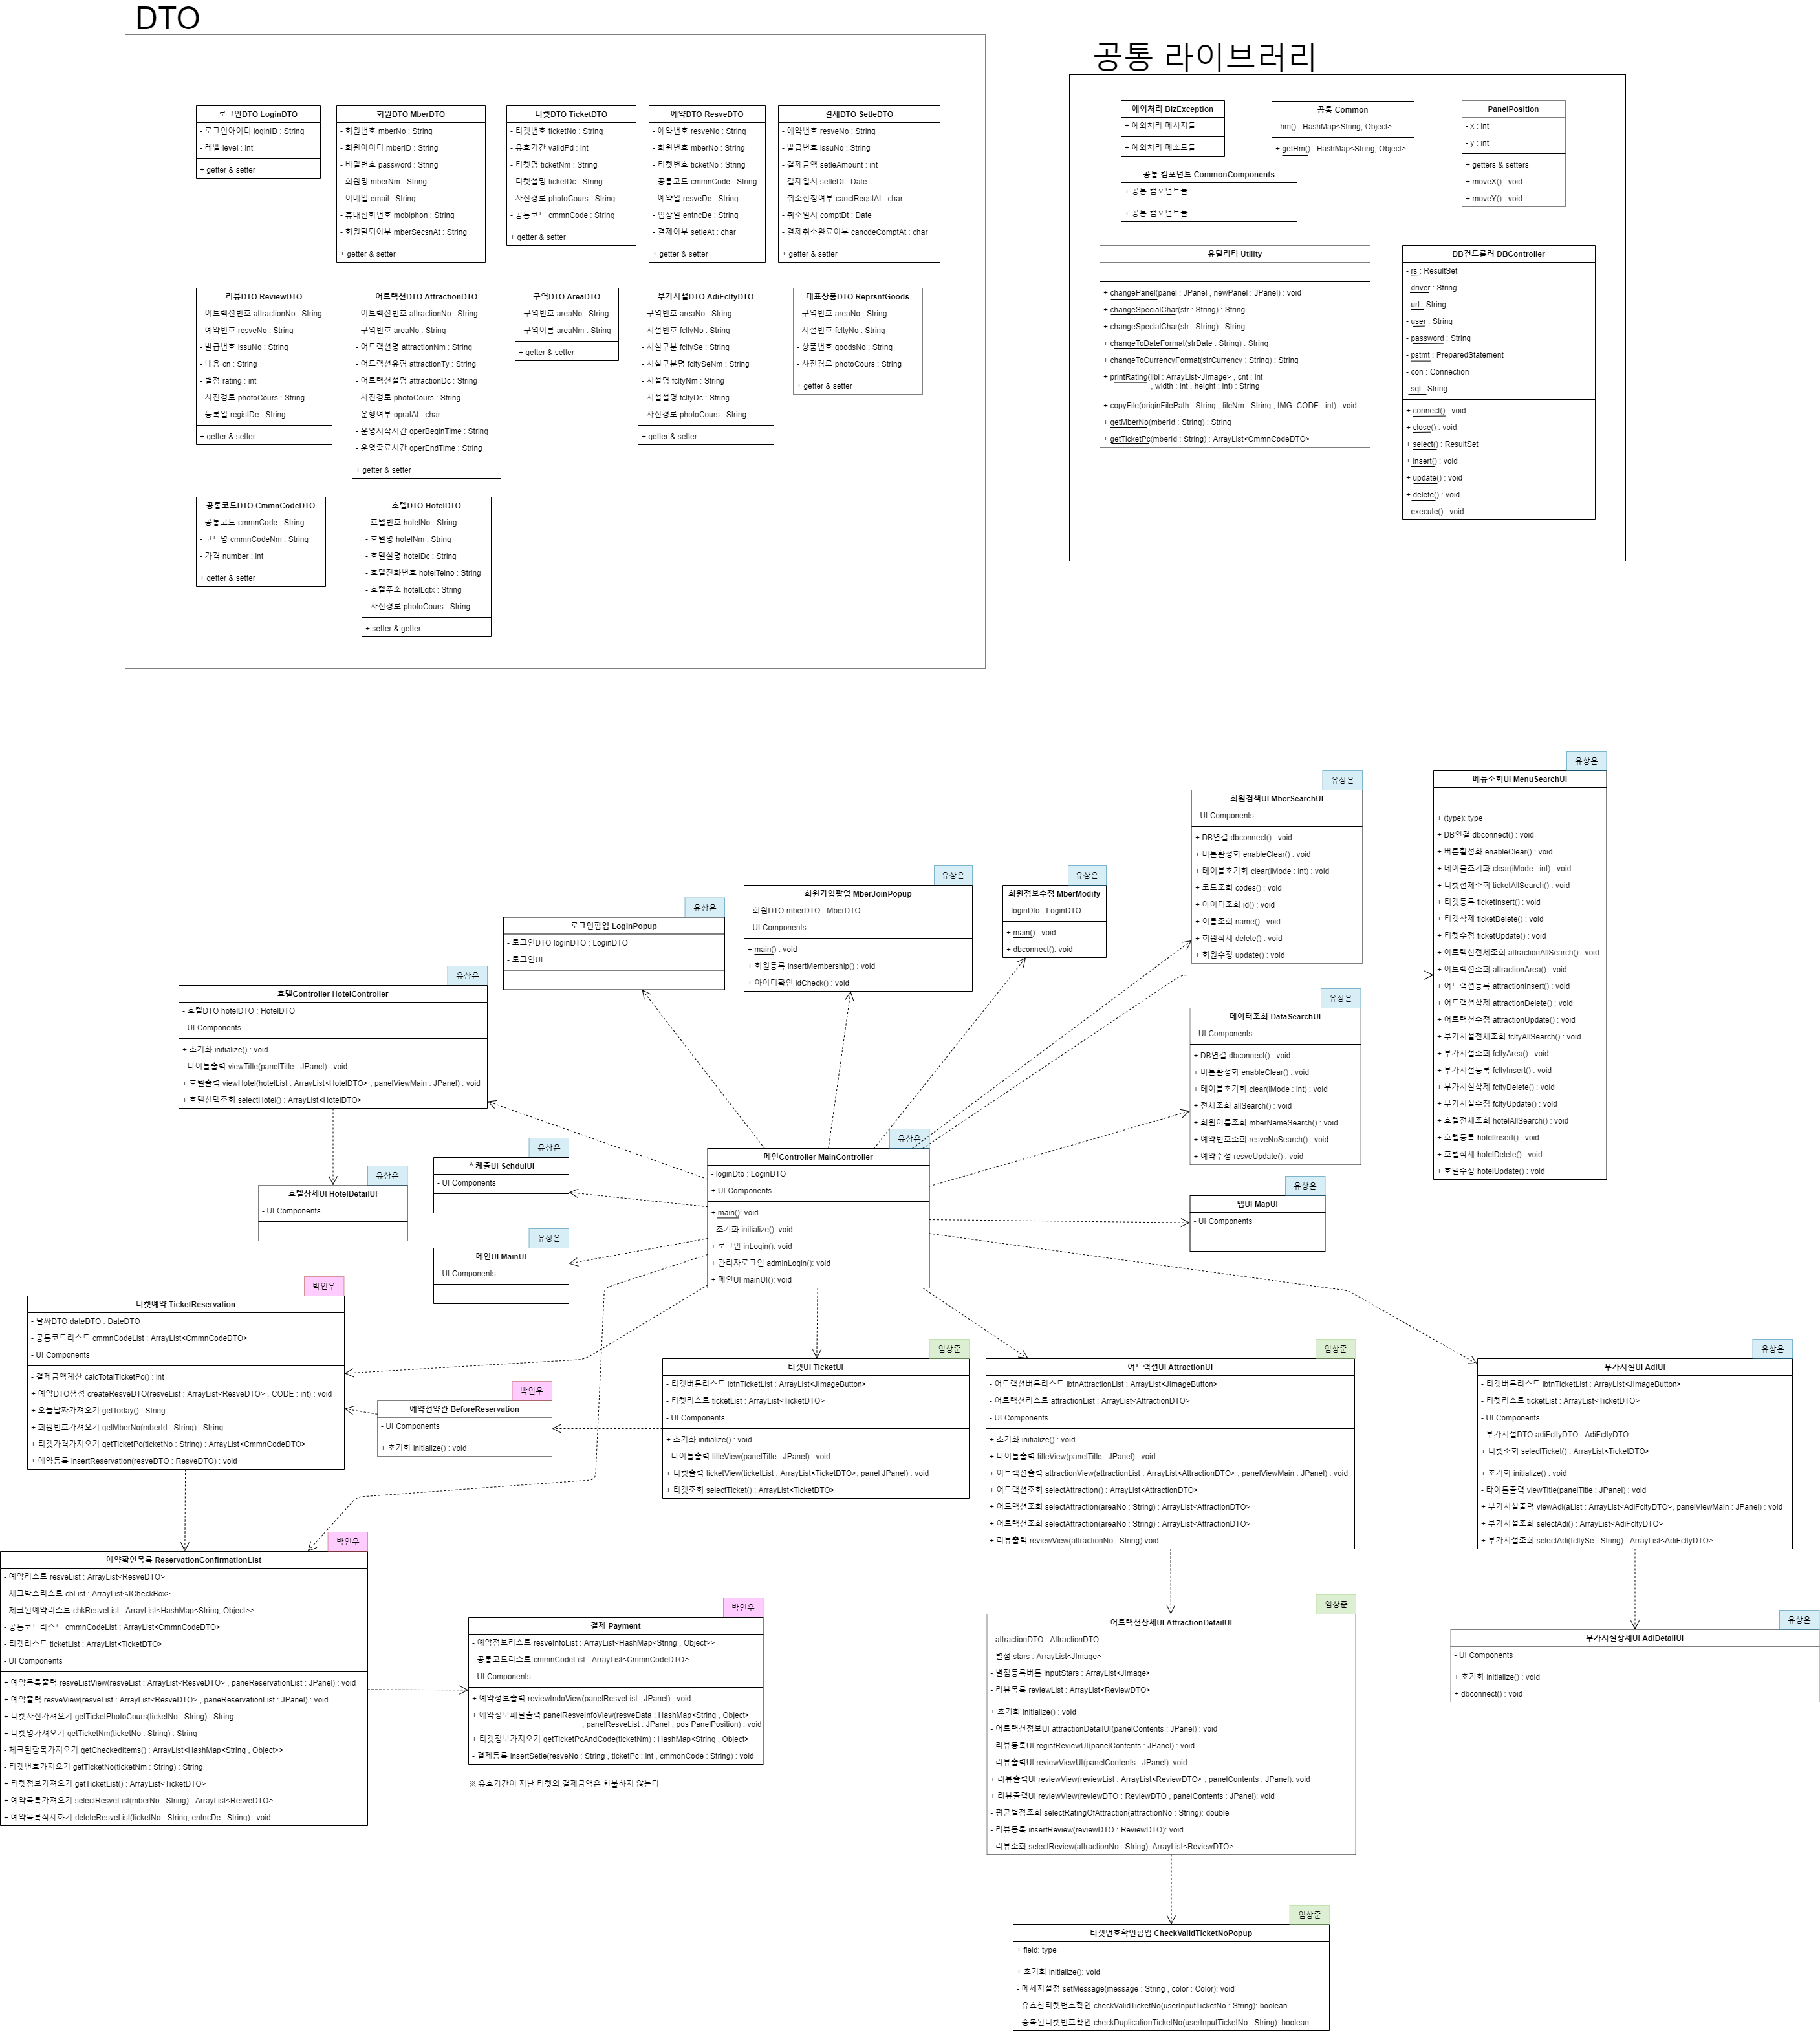 DTO
로그인DTO LoginDTO
- 로그인아이디 loginID : String
- 레벨 level : int
+ getter & setter
회원DTO MberDTO
- 회원번호 mberNo : String
- 회원아이디 mberID : String
- 비밀번호 password : String
- 회원명 mberNm : String
- 이메일 email : String
- 휴대전화번호 moblphon : String
- 회원탈퇴여부 mberSecsnAt : String
+ getter & setter
티켓DTO TicketDTO
- 티켓번호 ticketNo : String
- 유효기간 validPd : int
- 티켓명 ticketNm : String
- 티켓설명 ticketDc : String
- 사진경로 photoCours : String
- 공통코드 cmmnCode : String
+ getter & setter
예약DTO ResveDTO
- 예약번호 resveNo : String
- 회원번호 mberNo : String
- 티켓번호 ticketNo : String
- 공통코드 cmmnCode : String
- 예약일 resveDe : String
- 입장일 entncDe : String
- 결제여부 setleAt : char
+ getter & setter
결제DTO SetleDTO
- 예약번호 resveNo : String
- 발급번호 issuNo : String
- 결제금액 setleAmount : int
- 결제일시 setleDt : Date
- 취소신청여부 canclReqstAt : char
- 취소일시 comptDt : Date
- 결제취소완료여부 cancdeComptAt : char
+ getter & setter
리뷰DTO ReviewDTO
- 어트랙션번호 attractionNo : String
- 예약번호 resveNo : String
- 발급번호 issuNo : String
- 내용 cn : String
- 별점 rating : int
- 사진경로 photoCours : String
- 등록일 registDe : String
+ getter & setter
어트랙션DTO AttractionDTO
- 어트랙션번호 attractionNo : String
- 구역번호 areaNo : String
- 어트랙션명 attractionNm : String
- 어트랙션유형 attractionTy : String
- 어트랙션설명 attractionDc : String
- 사진경로 photoCours : String
- 운행여부 opratAt : char
- 운영시작시간 operBeginTime : String
- 운영종료시간 operEndTime : String
+ getter & setter
구역DTO AreaDTO
- 구역번호 areaNo : String
- 구역이름 areaNm : String
+ getter & setter
부가시설DTO AdiFcltyDTO
- 구역번호 areaNo : String
- 시설번호 fcltyNo : String
- 시설구분 fcltySe : String
- 시설구분명 fcltySeNm : String
- 시설명 fcltyNm : String
- 시설설명 fcltyDc : String
- 사진경로 photoCours : String
+ getter & setter
대표상품DTO ReprsntGoods
- 구역번호 areaNo : String
- 시설번호 fcltyNo : String
- 상품번호 goodsNo : String
- 사진경로 photoCours : String
+ getter & setter
공통코드DTO CmmnCodeDTO
- 공통코드 cmmnCode : String
- 코드명 cmmnCodeNm : String
- 가격 number : int
+ getter & setter
호텔DTO HotelDTO
- 호텔번호 hotelNo : String
- 호텔명 hotelNm : String
- 호텔설명 hotelDc : String
- 호텔전화번호 hotelTelno : String
- 호텔주소 hotelLqtx : String
- 사진경로 photoCours : String
+ setter & getter
공통 라이브러리
예외처리 BizException
+ 예외처리 메시지들
+ 예외처리 메소드들
공통 Common
- hm() : HashMap<String, Object>
+ getHm() : HashMap<String, Object>
PanelPosition
- x : int
- y : int
+ getters & setters
+ moveX() : void
+ moveY() : void
공통 컴포넌트 CommonComponents
+ 공통 컴포넌트들
+ 공통 컴포넌트들
유틸리티 Utility
+ changePanel(panel : JPanel , newPanel : JPanel) : void
+ changeSpecialChar(str : String) : String
+ changeSpecialChar(str : String) : String
+ changeToDateFormat(strDate : String) : String
+ changeToCurrencyFormat(strCurrency : String) : String
+ printRating(ilbl : ArrayList<JImage> , cnt : int
, width : int , height : int) : String
+ copyFile(originFilePath : String , fileNm : String , IMG_CODE : int) : void
+ getMberNo(mberId : String) : String
+ getTicketPc(mberId : String) : ArrayList<CmmnCodeDTO>
DB컨트롤러 DBController
- rs : ResultSet
- driver : String
- url : String
- user : String
- password : String
- pstmt : PreparedStatement
- con : Connection
- sql : String
+ connect() : void
+ close() : void
+ select() : ResultSet
+ insert() : void
+ update() : void
+ delete() : void
- execute() : void
유상은
메뉴조회UI MenuSearchUI
+ (type): type
+ DB연결 dbconnect() : void
+ 버튼활성화 enableClear() : void
+ 테이블초기화 clear(iMode : int) : void
+ 티켓전체조회 ticketAllSearch() : void
+ 티켓등록 ticketInsert() : void
+ 티켓삭제 ticketDelete() : void
+ 티켓수정 ticketUpdate() : void
+ 어트랙션전체조회 attractionAllSearch() : void
+ 어트랙션조회 attractionArea() : void
+ 어트랙션등록 attractionInsert() : void
+ 어트랙션삭제 attractionDelete() : void
+ 어트랙션수정 attractionUpdate() : void
+ 부가시설전체조회 fcltyAllSearch() : void
+ 부가시설조회 fcltyArea() : void
+ 부가시설등록 fcltyInsert() : void
+ 부가시설삭제 fcltyDelete() : void
+ 부가시설수정 fcltyUpdate() : void
+ 호텔전체조회 hotelAllSearch() : void
+ 호텔등록 hotelInsert() : void
+ 호텔삭제 hotelDelete() : void
+ 호텔수정 hotelUpdate() : void
유상은
회원검색UI MberSearchUI
- UI Components
+ DB연결 dbconnect() : void
+ 버튼활성화 enableClear() : void
+ 테이블초기화 clear(iMode : int) : void
+ 코드조회 codes() : void
+ 아이디조회 id() : void
+ 이름조회 name() : void
+ 회원삭제 delete() : void
+ 회원수정 update() : void
유상은
회원가입팝업 MberJoinPopup
- 회원DTO mberDTO : MberDTO
- UI Components
+ main() : void
+ 회원등록 insertMembership() : void
+ 아이디확인 idCheck() : void
유상은
회원정보수정 MberModify
- loginDto : LoginDTO
+ main() : void
+ dbconnect(): void
유상은
로그인팝업 LoginPopup
- 로그인DTO loginDTO : LoginDTO
- 로그인UI
유상은
호텔Controller HotelController
- 호텔DTO hotelDTO : HotelDTO
- UI Components
+ 초기화 initialize() : void
- 타이틀출력 viewTitle(panelTitle : JPanel) : void
+ 호텔출력 viewHotel(hotelList : ArrayList<HotelDTO> , panelViewMain : JPanel) : void
+ 호텔선택조회 selectHotel() : ArrayList<HotelDTO>
유상은
데이터조회 DataSearchUI
- UI Components
+ DB연결 dbconnect() : void
+ 버튼활성화 enableClear() : void
+ 테이블초기화 clear(iMode : int) : void
+ 전체조회 allSearch() : void
+ 회원이름조회 mberNameSearch() : void
+ 예약번호조회 resveNoSearch() : void
+ 예약수정 resveUpdate() : void
유상은
메인Controller MainController
- loginDto : LoginDTO
+ UI Components
+ main(): void
- 초기화 initialize(): void
+ 로그인 inLogin(): void
+ 관리자로그인 adminLogin(): void
+ 메인UI mainUI(): void
유상은
스케줄UI SchdulUI
- UI Components
유상은
호텔상세UI HotelDetailUI
- UI Components
유상은
맵UI MapUI
- UI Components
유상은
메인UI MainUI
- UI Components
박민우
티켓예약 TicketReservation
- 날짜DTO dateDTO : DateDTO
- 공통코드리스트 cmmnCodeList : ArrayList<CmmnCodeDTO>
- UI Components
- 결제금액계산 calcTotalTicketPc() : int
+ 예약DTO생성 createResveDTO(resveList : ArrayList<ResveDTO> , CODE : int) : void
+ 오늘날짜가져오기 getToday() : String
+ 회원번호가져오기 getMberNo(mberId : String) : String
+ 티켓가격가져오기 getTicketPc(ticketNo : String) : ArrayList<CmmnCodeDTO>
+ 예약등록 insertReservation(resveDTO : ResveDTO) : void
박민우
예약전약관 BeforeReservation
- UI Components
+ 초기화 initialize() : void
임상준
티켓UI TicketUI
- 티켓버튼리스트 ibtnTicketList : ArrayList<JImageButton>
- 티켓리스트 ticketList : ArrayList<TicketDTO>
- UI Components
+ 초기화 initialize() : void
- 타이틀출력 titleView(panelTitle : JPanel) : void
+ 티켓출력 ticketView(ticketList : ArrayList<TicketDTO>, panel JPanel) : void
+ 티켓조회 selectTicket() : ArrayList<TicketDTO>
임상준
어트랙션UI AttractionUI
- 어트랙션버튼리스트 ibtnAttractionList : ArrayList<JImageButton>
- 어트랙션리스트 attractionList : ArrayList<AttractionDTO>
- UI Components
+ 초기화 initialize() : void
+ 타이틀출력 titleView(panelTitle : JPanel) : void
+ 어트랙션출력 attractionView(attractionList : ArrayList<AttractionDTO> , panelViewMain : JPanel) : void
+ 어트랙션조회 selectAttraction() : ArrayList<AttractionDTO>
+ 어트랙션조회 selectAttraction(areaNo : String) : ArrayList<AttractionDTO>
+ 어트랙션조회 selectAttraction(areaNo : String) : ArrayList<AttractionDTO>
+ 리뷰출력 reviewView(attractionNo : String) void
유상은
부가시설UI AdiUI
- 티켓버튼리스트 ibtnTicketList : ArrayList<JImageButton>
- 티켓리스트 ticketList : ArrayList<TicketDTO>
- UI Components
- 부가시설DTO adiFcltyDTO : AdiFcltyDTO
+ 티켓조회 selectTicket() : ArrayList<TicketDTO>
+ 초기화 initialize() : void
- 타이틀출력 viewTitle(panelTitle : JPanel) : void
+ 부가시설출력 viewAdi(aList : ArrayList<AdiFcltyDTO>, panelViewMain : JPanel) : void
+ 부가시설조회 selectAdi() : ArrayList<AdiFcltyDTO>
+ 부가시설조회 selectAdi(fcltySe : String) : ArrayList<AdiFcltyDTO>
박민우
예약확인목록 ReservationConfirmationList
- 예약리스트 resveList : ArrayList<ResveDTO>
- 체크박스리스트 cbList : ArrayList<JCheckBox>
- 체크된예약리스트 chkResveList : ArrayList<HashMap<String, Object>>
- 공통코드리스트 cmmnCodeList : ArrayList<CmmnCodeDTO>
- 티켓리스트 ticketList : ArrayList<TicketDTO>
- UI Components
+ 예약목록출력 resveListView(resveList : ArrayList<ResveDTO> , paneReservationList : JPanel) : void
+ 예약출력 resveView(resveList : ArrayList<ResveDTO> , paneReservationList : JPanel) : void
+ 티켓사진가져오기 getTicketPhotoCours(ticketNo : String) : String
+ 티켓명가져오기 getTicketNm(ticketNo : String) : String
- 체크된항목가져오기 getCheckedItems() : ArrayList<HashMap<String , Object>>
- 티켓번호가져오기 getTicketNo(ticketNm : String) : String
+ 티켓정보가져오기 getTicketList() : ArrayList<TicketDTO>
+ 예약목록가져오기 selectResveList(mberNo : String) : ArrayList<ResveDTO>
+ 예약목록삭제하기 deleteResveList(ticketNo : String, entncDe : String) : void
박민우
결제 Payment
- 예약정보리스트 resveInfoList : ArrayList<HashMap<String , Object>>
- 공통코드리스트 cmmnCodeList : ArrayList<CmmnCodeDTO>
- UI Components
+ 예약정보출력 reviewIndoView(panelResveList : JPanel) : void
+ 예약정보패널출력 panelResveInfoView(resveData : HashMap<String , Object>
, panelResveList : JPanel , pos PanelPosition) : void
+ 티켓정보가져오기 getTicketPcAndCode(ticketNm) : HashMap<String , Object>
- 결제등록 insertSetle(resveNo : String , ticketPc : int , cmmonCode : String) : void
※ 유효기간이 지난 티켓의 결제금액은 환불하지 않는다
임상준
어트랙션상세UI AttractionDetailUI
- attractionDTO : AttractionDTO
- 별점 stars : ArrayList<JImage>
- 별점등록버튼 inputStars : ArrayList<JImage>
- 리뷰목록 reviewList : ArrayList<ReviewDTO>
+ 초기화 initialize() : void
- 어트랙션정보UI attractionDetailUI(panelContents : JPanel) : void
- 리뷰등록UI registReviewUI(panelContents : JPanel) : void
- 리뷰출력UI reviewViewUI(panelContents : JPanel): void
+ 리뷰출력UI reviewView(reviewList : ArrayList<ReviewDTO> , panelContents : JPanel): void
+ 리뷰출력UI reviewView(reviewDTO : ReviewDTO , panelContents : JPanel): void
- 평균별점조회 selectRatingOfAttraction(attractionNo : String): double
- 리뷰등록 insertReview(reviewDTO : ReviewDTO): void
- 리뷰조회 selectReview(attractionNo : String): ArrayList<ReviewDTO>
유상은
부가시설상세UI AdiDetailUI
- UI Components
+ 초기화 initialize() : void
+ dbconnect() : void
임상준
티켓번호확인팝업 CheckValidTicketNoPopup
+ field: type
+ 초기화 initialize(): void
- 메세지설정 setMessage(message : String , color : Color): void
- 유효한티켓번호확인 checkValidTicketNo(userInputTicketNo : String): boolean
- 중복된티켓번호확인 checkDuplicationTicketNo(userInputTicketNo : String): boolean